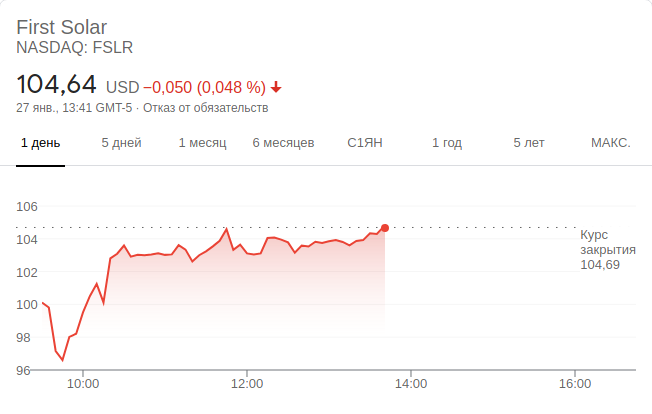 First Solar
NASDAQ: FSLR
104,64 USD −0,050 (0,048 %)
27 янв., 13:41 GMT-5 · Отказ от обязательств
1 день 5 дней 1 месяц 6 месяцев С1ЯН 1 год 5 лет МАКС.
106
104
102
100
98
96
Курс
закрытия
104,69
10:00 12:00 14:00 16:00